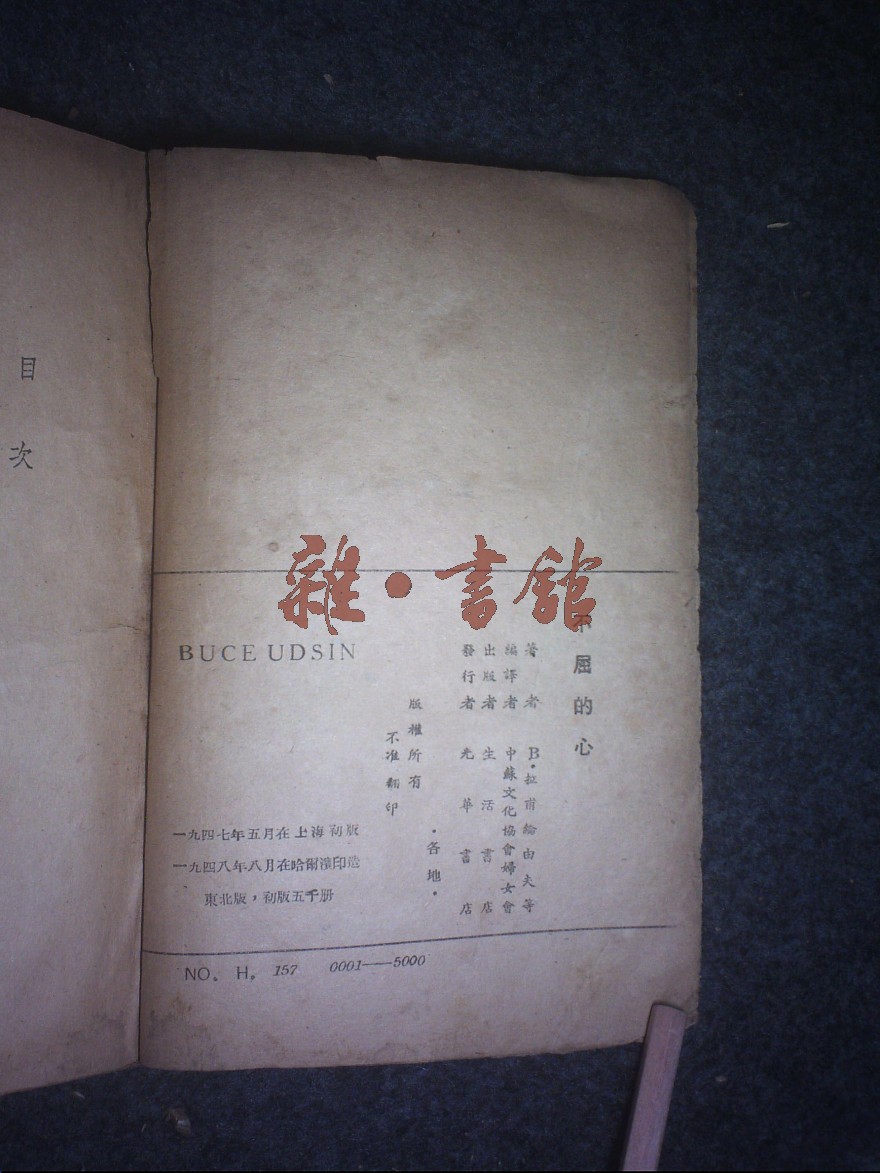 目次
雜·書館
不屈的心
著者 B·拉甫綸由夫等
編譯者 中蘇文化協會婦女會
出版者 生活書店
發行者 光華書店
·各地·
版權所有
不准翻印
BUCE UDSIN
一九四七年五月在上海初版
一九四八年八月在哈爾濱印造
東北版,初版五千册
NO. H. 157 0001——5000